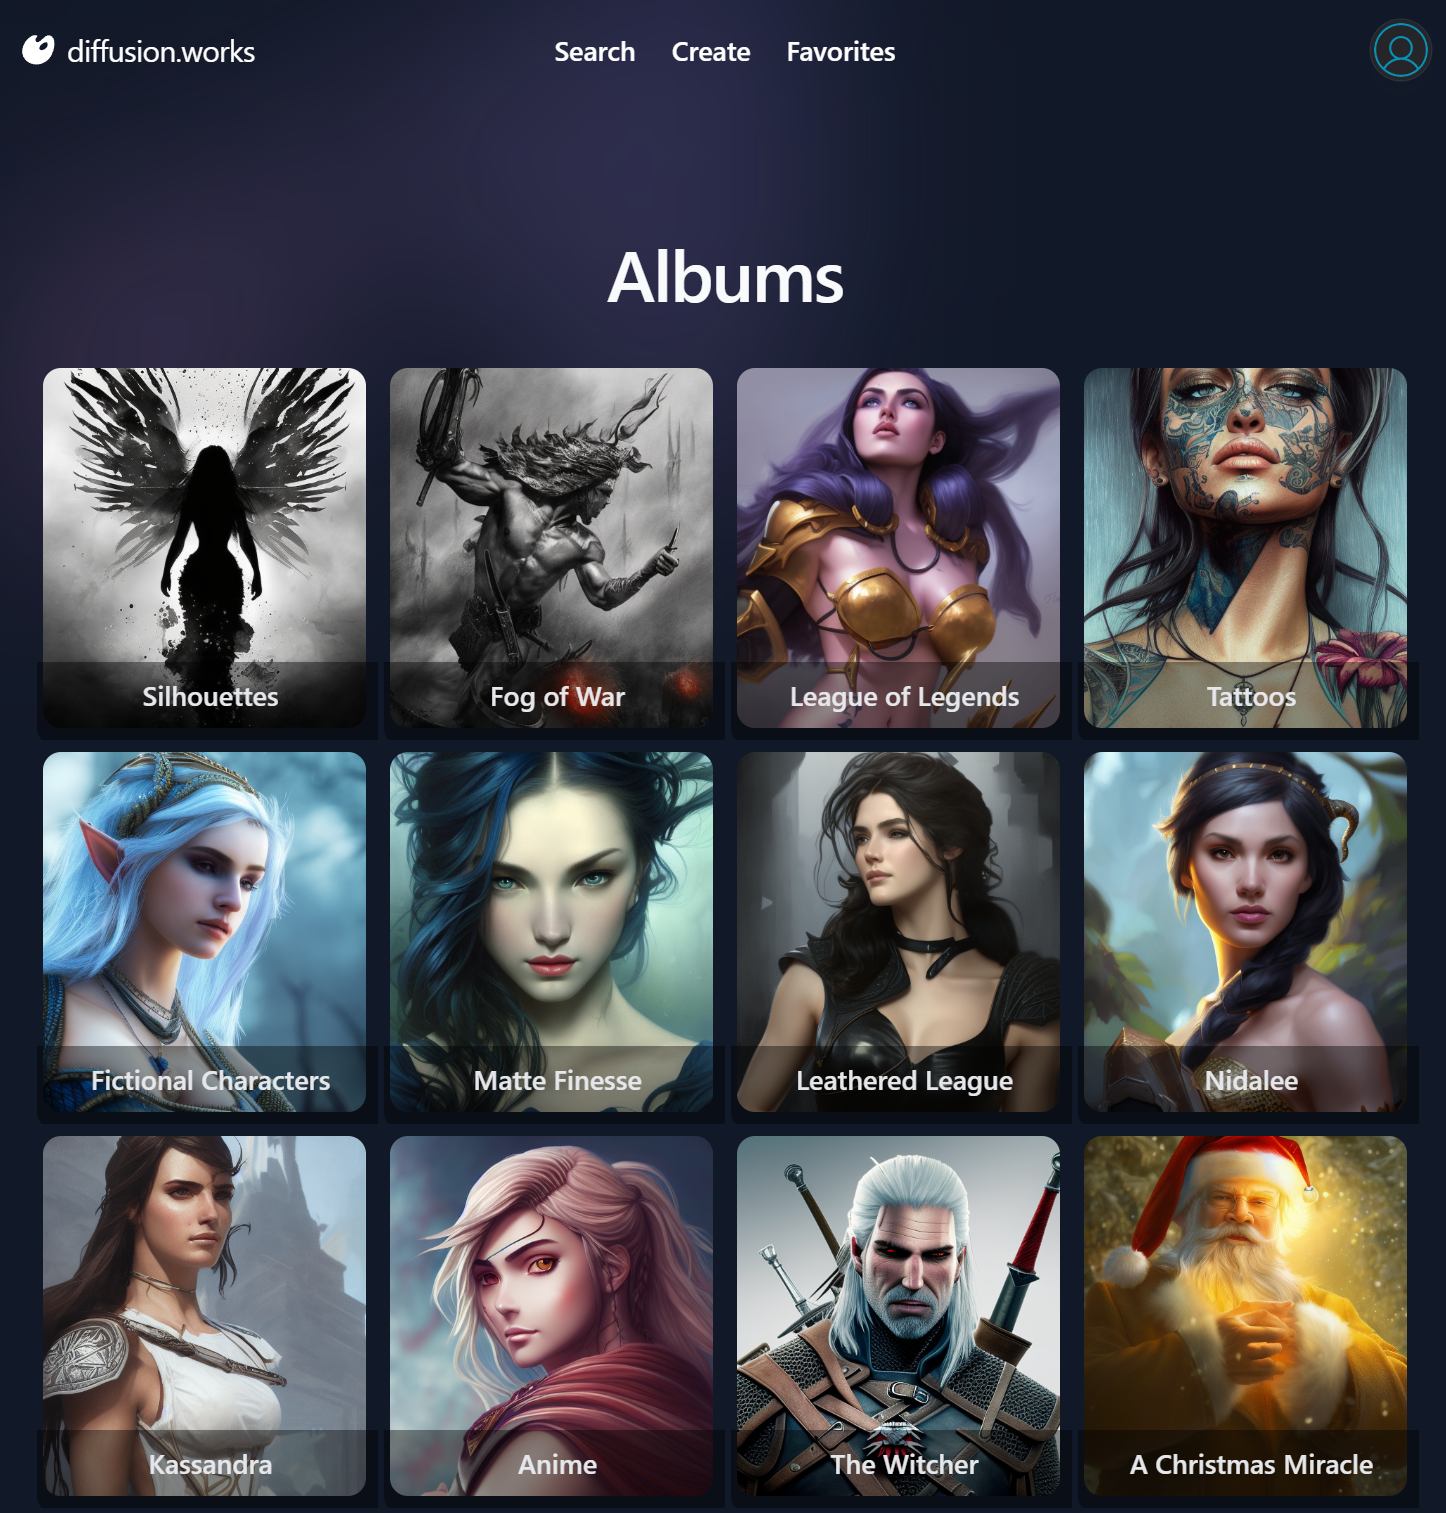 diffusion.works
Search Create Favorites
Albums
Silhouettes
Fog of War
League of Legends
Tattoos
Fictional Characters
Matte Finesse
Leathered League
Nidalee
Kassandra
Anime
The Witcher
A Christmas Miracle